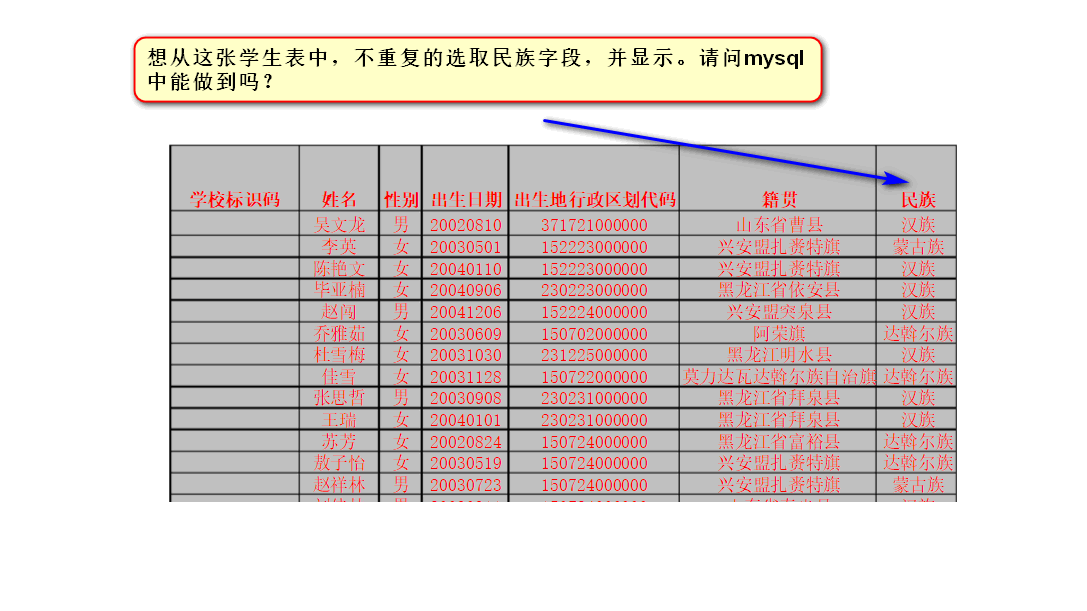 想从这张学生表中，不重复的选取民族字段，并显示。请问mysql
中能做到吗？
学校标识码 姓名 性别 出生日期 出生地行政区划代码 籍贯 民族
吴文龙 男 20020810 371721000000 山东省曹县 汉族
李英 女 20030501 152223000000 兴安盟扎赉特旗 蒙古族
陈艳文 女 20040110 152223000000 兴安盟扎赉特旗 汉族
毕亚楠 女 20040906 230223000000 黑龙江省依安县 汉族
赵闯 男 20041206 152224000000 兴安盟突泉县 汉族
乔雅茹 女 20030609 150702000000 阿荣旗 达斡尔族
杜雪梅 女 20031030 231225000000 黑龙江明水县 汉族
佳雪 女 20031128 150722000000 莫力达瓦达斡尔族自治旗 达斡尔族
张思哲 男 20030908 230231000000 黑龙江省拜泉县 汉族
王瑞 女 20040101 230231000000 黑龙江省拜泉县 汉族
苏芳 女 20020824 150724000000 黑龙江省富裕县 达斡尔族
敖子怡 女 20030519 150724000000 兴安盟扎赉特旗 达斡尔族
赵祥林 男 20030723 150724000000 兴安盟扎赉特旗 蒙古族